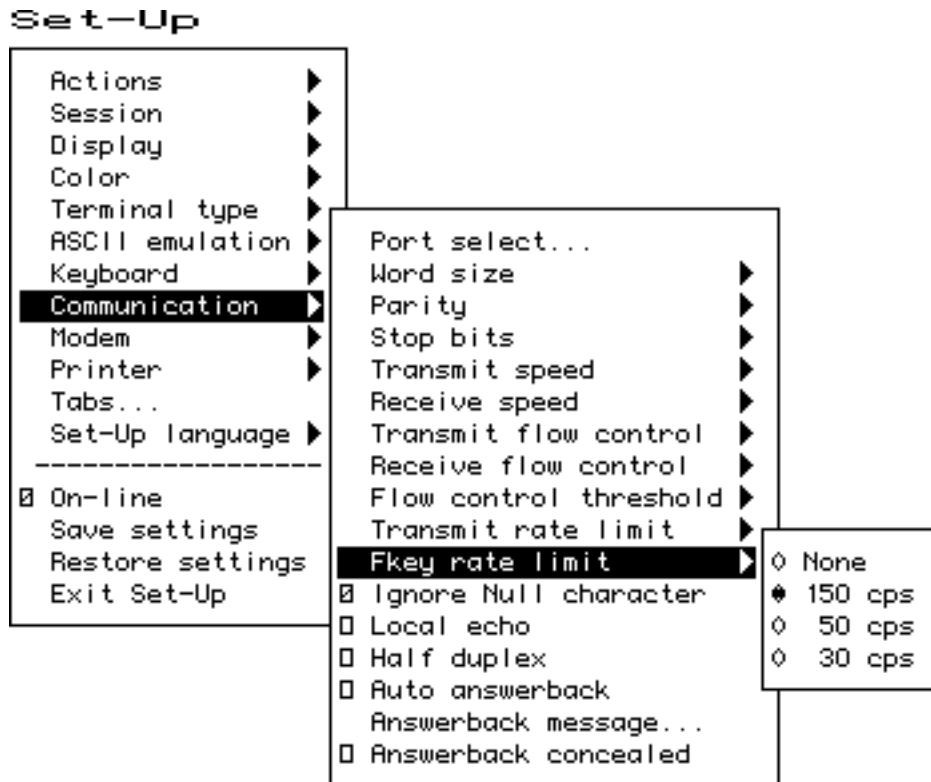 Set-Up
Actions
Session
Display
Color
Terminal type
ASCII emulation
Keyboard
Communication
Modem
Printer
Tabs...
Set-Up language
------------------
On-line
Save settings
Restore settings
Exit Set-Up
Port select...
Word size
Parity
Stop bits
Transmit speed
Receive speed
Transmit flow control
Receive flow control
Flow control threshold
Transmit rate limit
Fkey rate limit
Ignore Null character
Local echo
Half duplex
Auto answerback
Answerback message...
Answerback concealed
None
150 cps
50 cps
30 cps